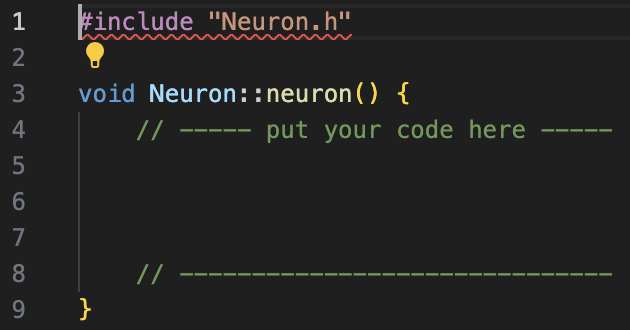 1 #include "Neuron.h"
2
3 void Neuron::neuron() {
4 // ----- put your code here -----
5
6
7
8 // ------------------------------
9 }